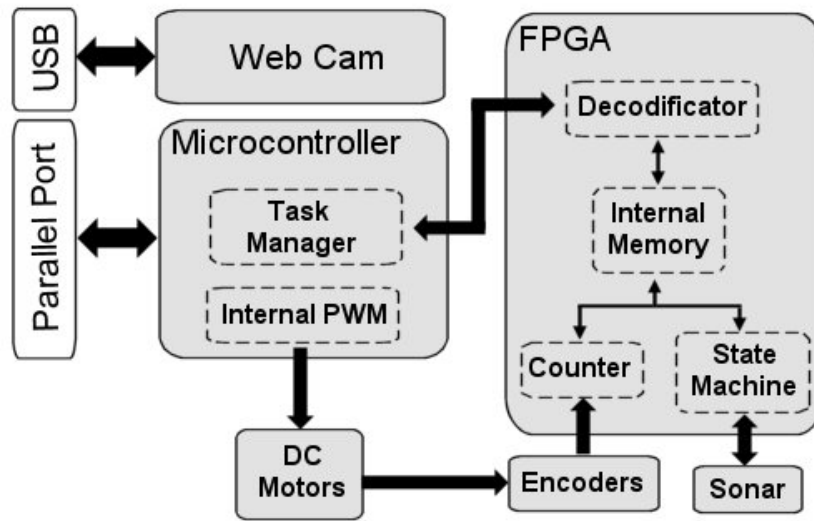 USB
Web Cam
Parallel Port
Microcontroller
Task
Manager
Internal PWM
FPGA
Decodificator
Internal
Memory
Counter
State
Machine
DC
Motors
Encoders
Sonar